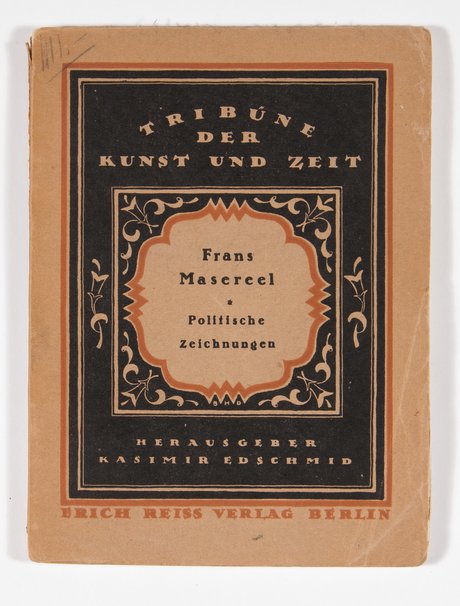 TRIBÜNE
DER
KUNST UND ZEIT
Frans
Masereel
*
Politische
Zeichnungen
HERAUSGEBER
KASIMIR EDSCHMID
ERICH REISS VERLAG BERLIN